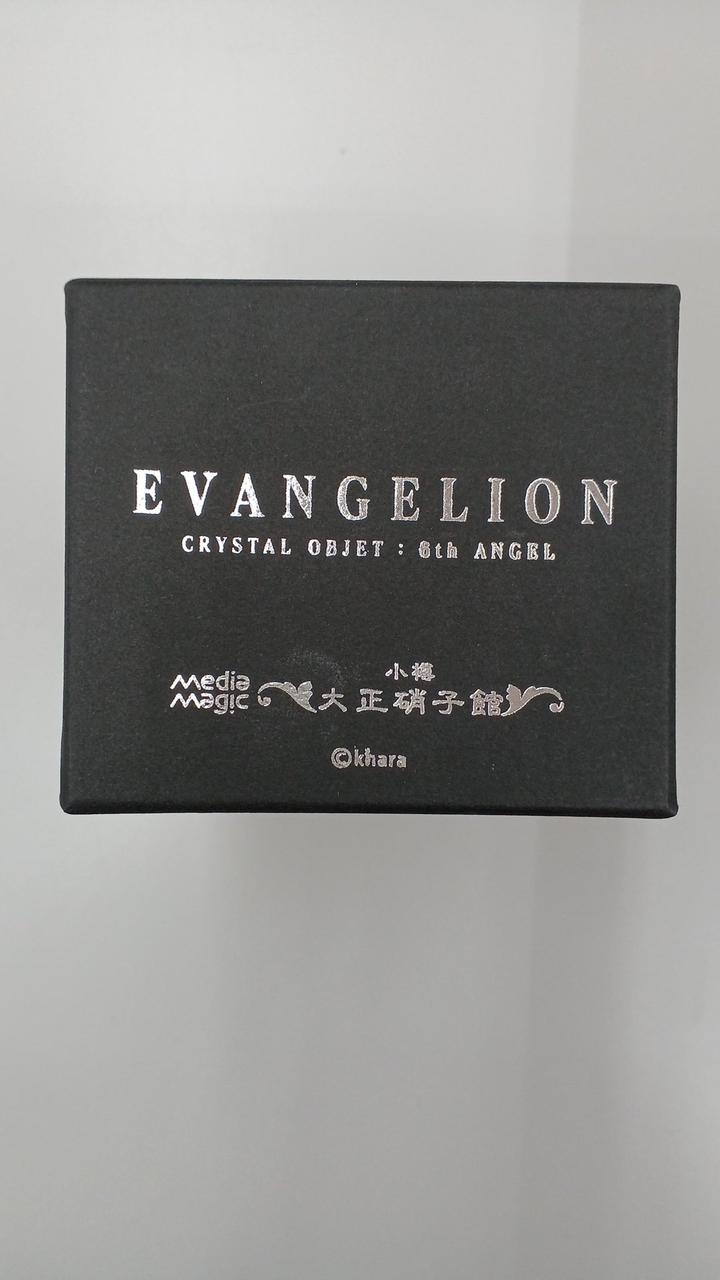 EVANGELION
CRYSTAL OBJET : 6th ANGEL
media
magic
小樽
大正硝子館
©khara